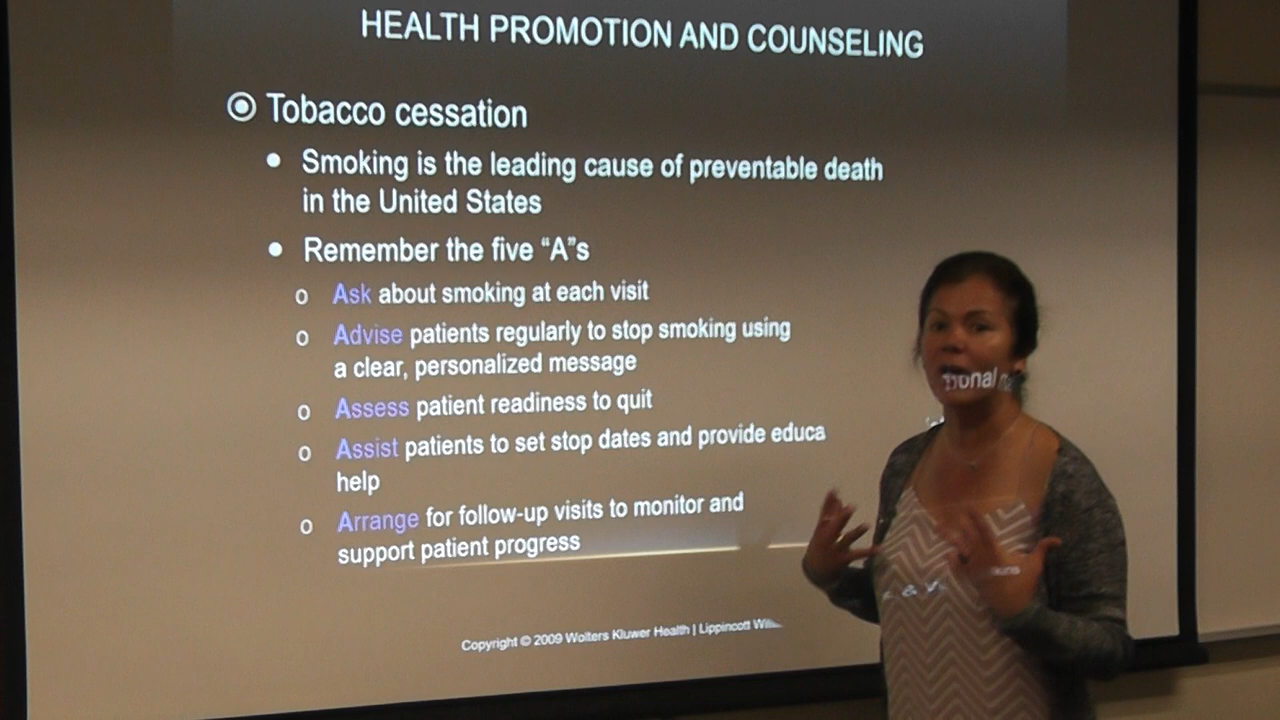 HEALTH PROMOTION AND COUNSELING
Tobacco cessation
Smoking is the leading cause of preventable death
in the United States
Remember the five “A”s
Ask about smoking at each visit
Advise patients regularly to stop smoking using
a clear, personalized message
Assess patient readiness to quit
Assist patients to set stop dates and provide educa tional
help
Arrange for follow-up visits to monitor and
support patient progress
Copyright © 2009 Wolters Kluwer Health | Lippincott